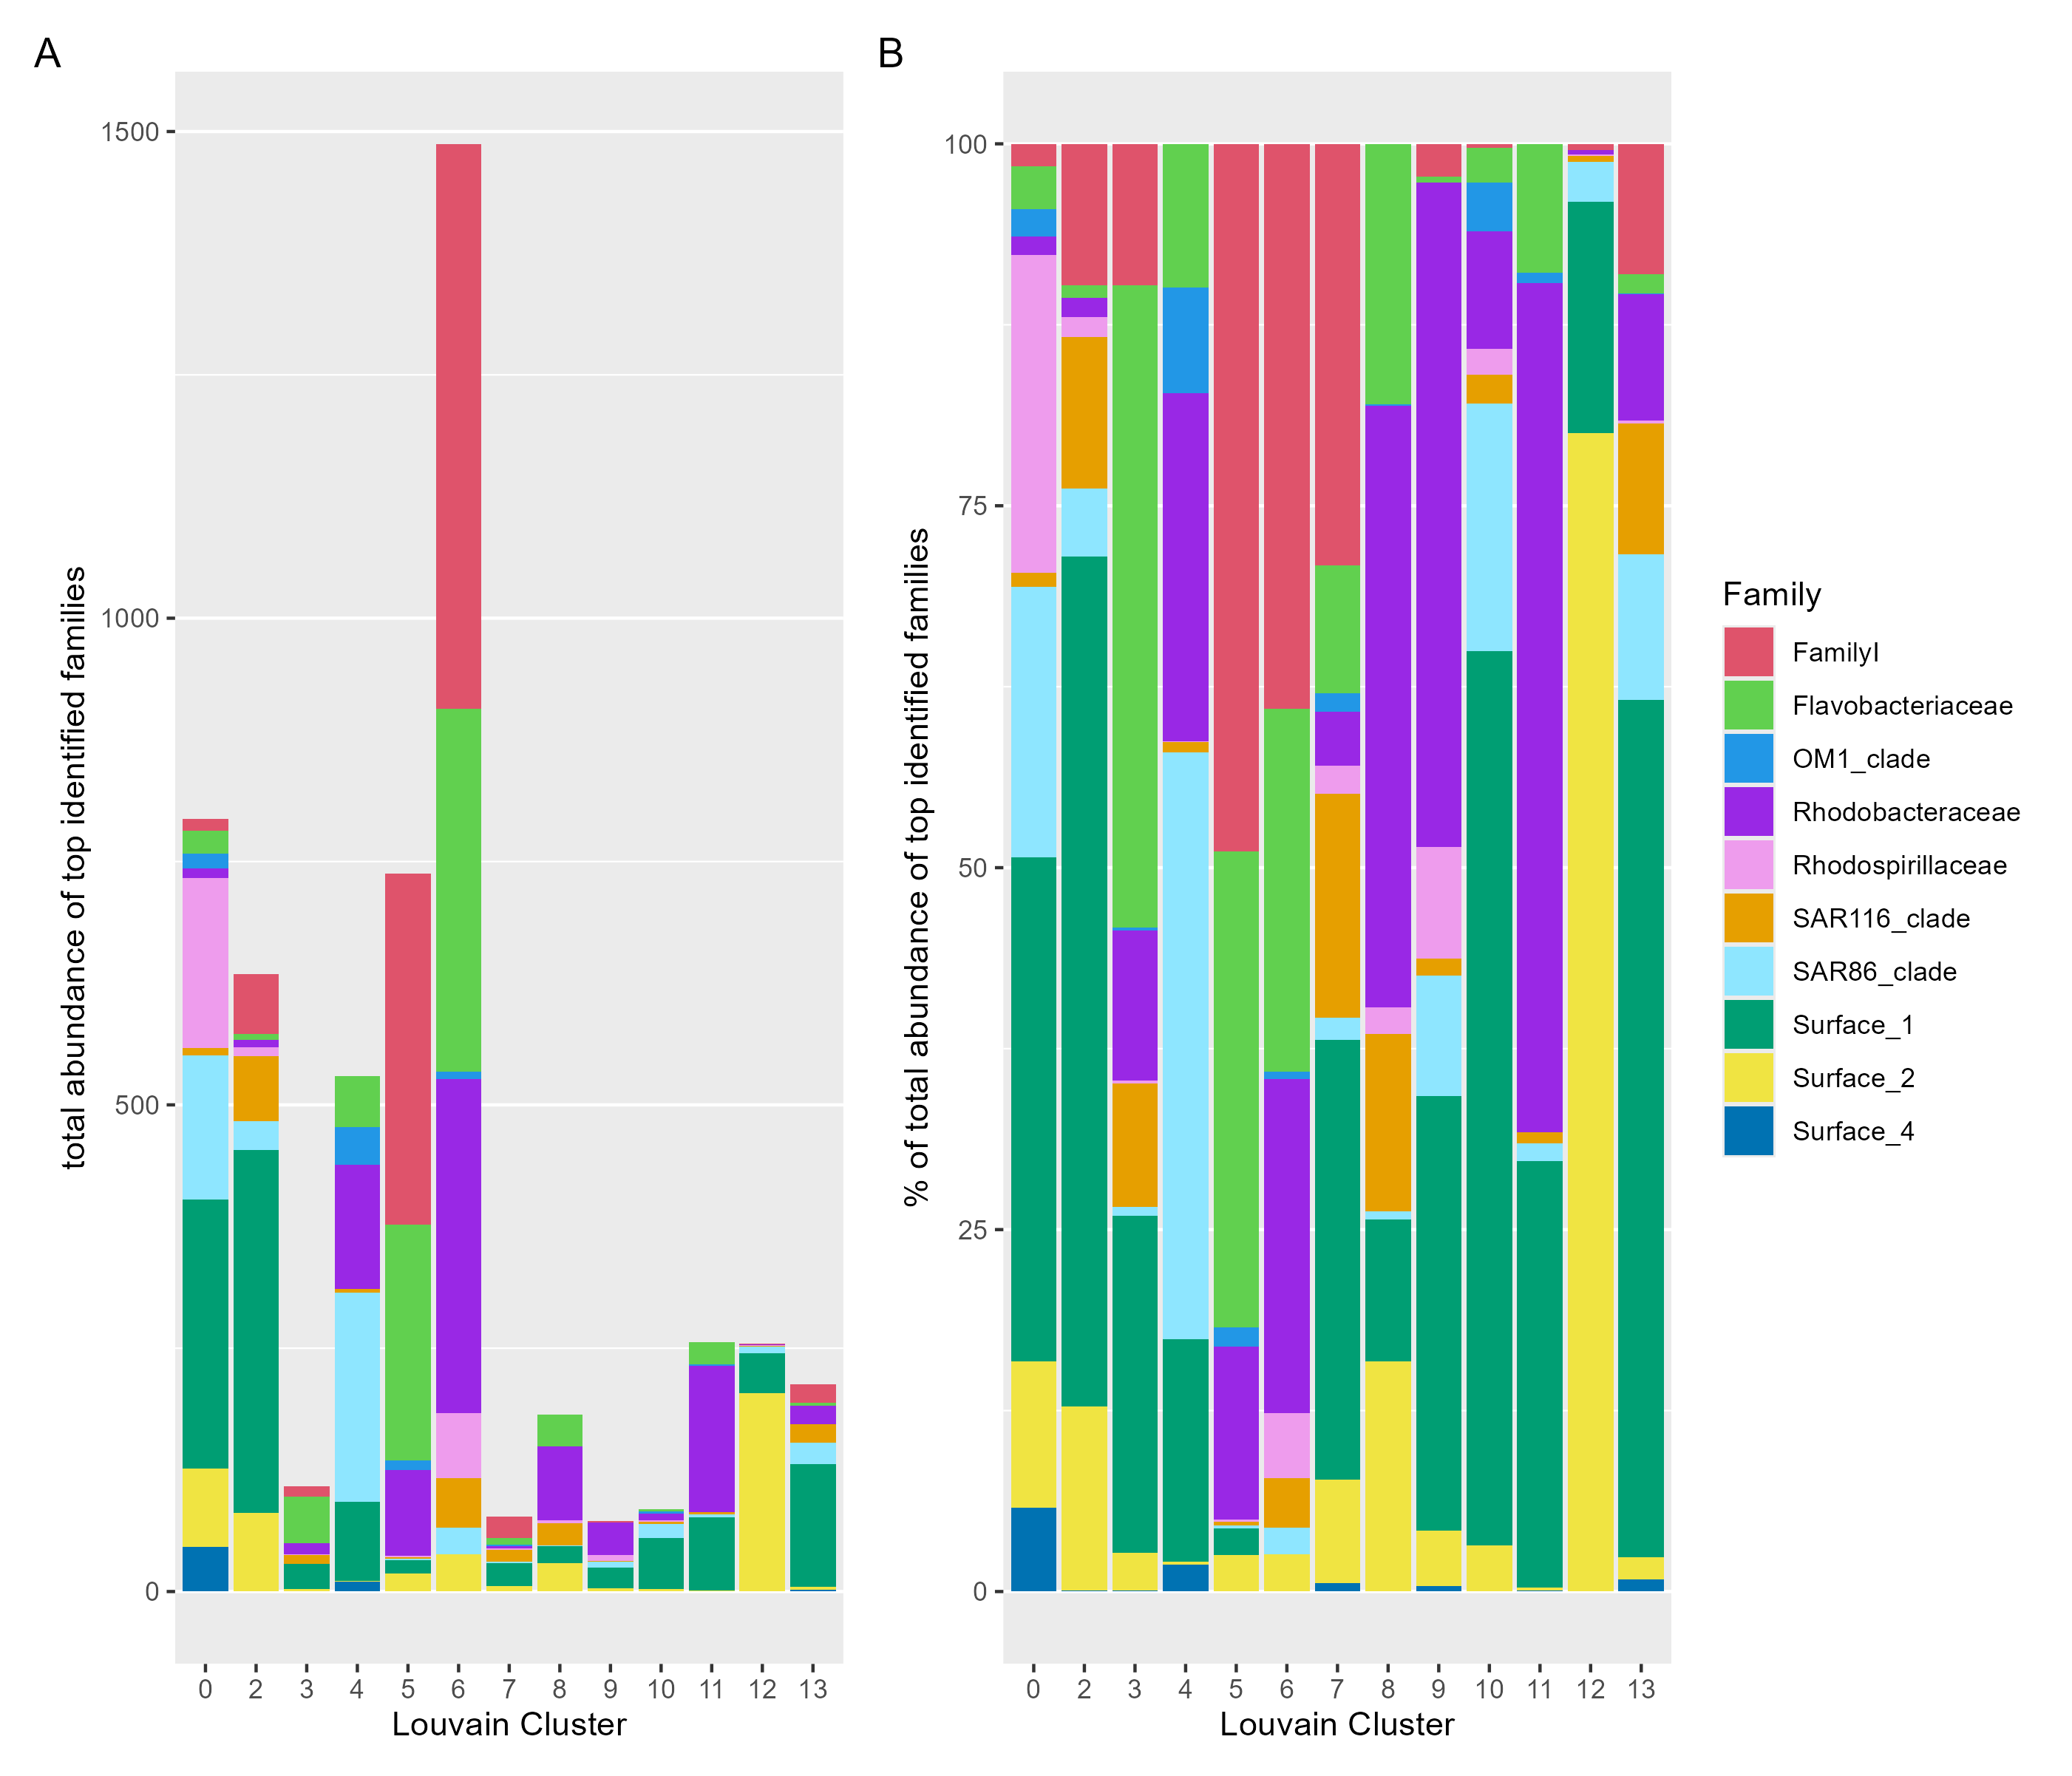 A
B
1500
1000
500
0
total abundance of top identified families
0 2 3 4 5 6 7 8 9 10 11 12 13
Louvain Cluster
100
75
50
25
0
% of total abundance of top identified families
0 2 3 4 5 6 7 8 9 10 11 12 13
Louvain Cluster
Family
FamilyI
Flavobacteriaceae
OM1_clade
Rhodobacteraceae
Rhodospirillaceae
SAR116_clade
SAR86_clade
Surface_1
Surface_2
Surface_4